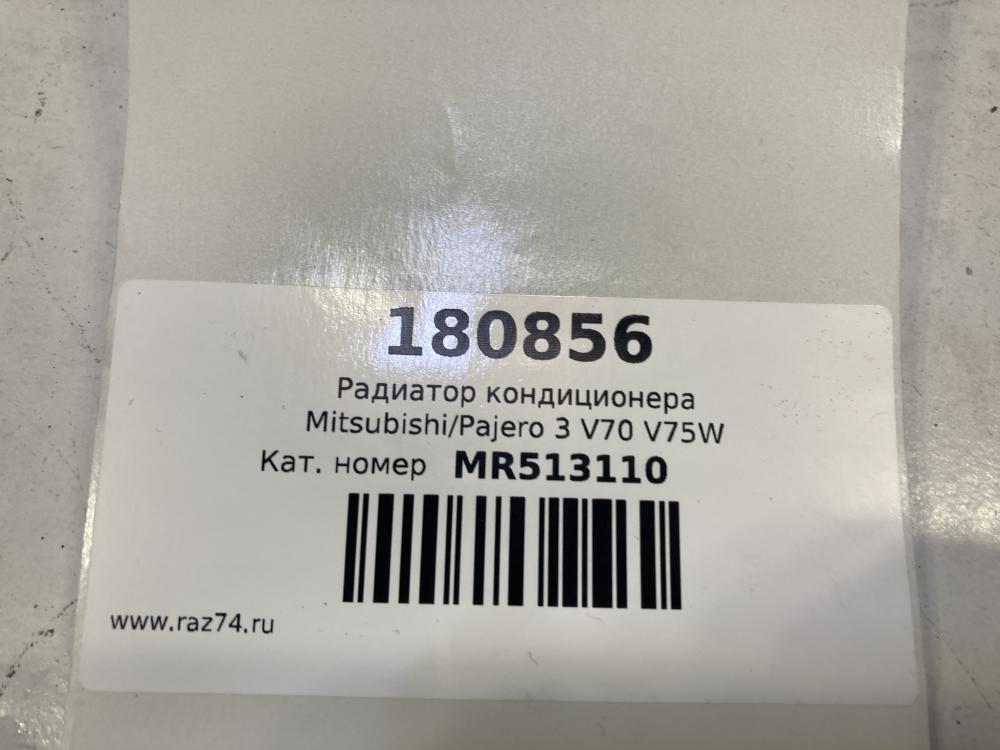 180856
Радиатор кондиционера
Mitsubishi/Pajero 3 V70 V75W
Кат. номер MR513110
www.raz74.ru